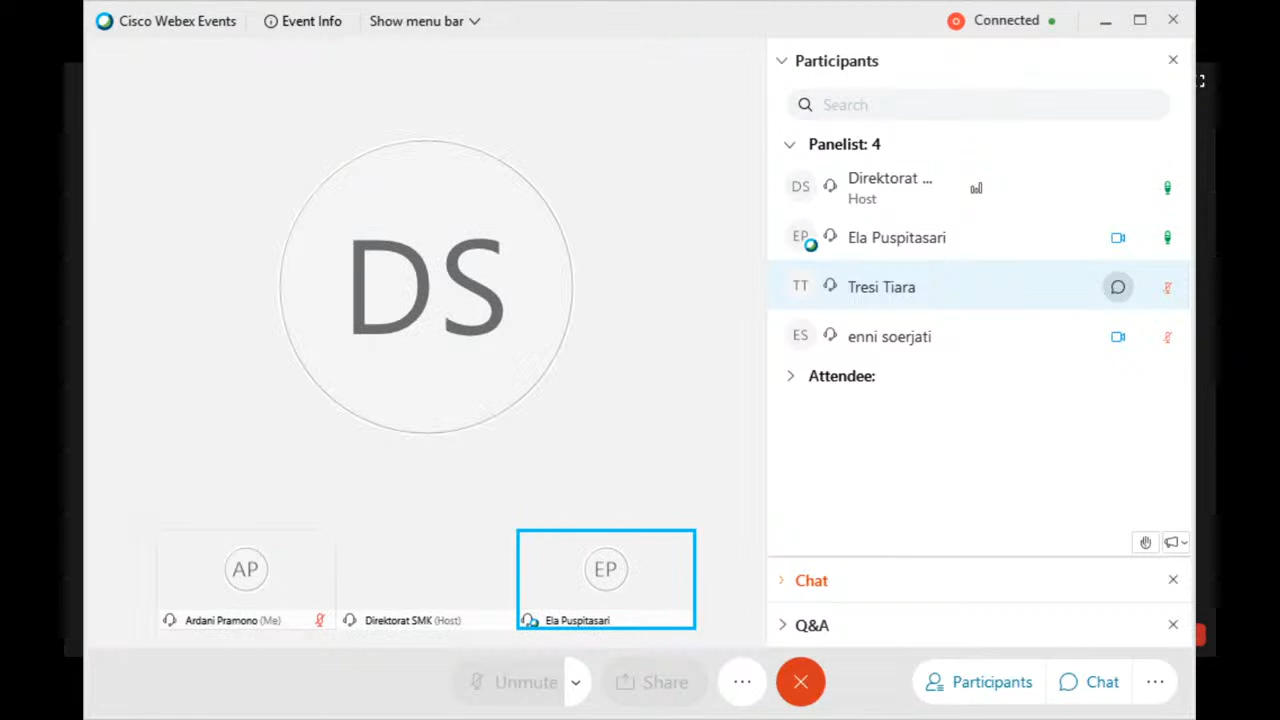 Cisco Webex Events
Event Info
Show menu bar
Connected
Participants
Search
Panelist: 4
DS
Direktorat ...
Host
EP
Ela Puspitasari
TT
Tresi Tiara
ES
enni soerjati
Attendee:
DS
AP
Ardani Pramono (Me)
Direktorat SMK (Host)
EP
Ela Puspitasari
Chat
Q&A
Unmute
Share
Participants
Chat